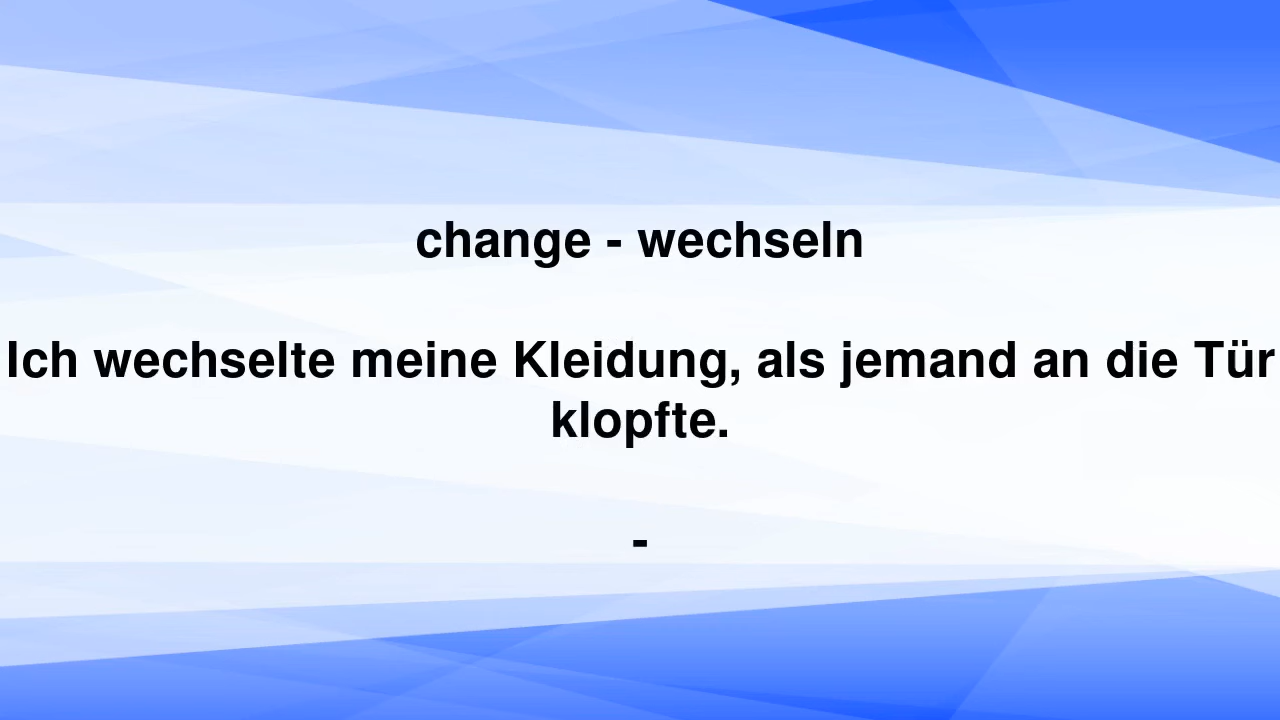 change - wechseln
Ich wechselte meine Kleidung, als jemand an die Tür
klopfte.
-